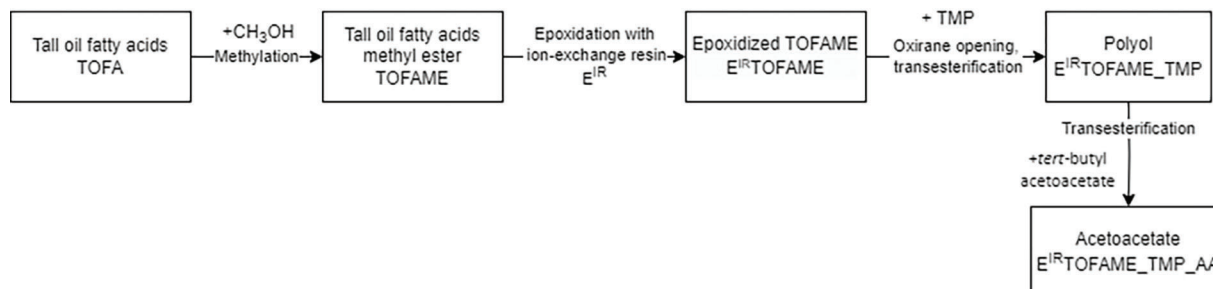 Tall oil fatty acids
TOFA
+CH₃OH
Methylation
Tall oil fatty acids
methyl ester
TOFAME
Epoxidation with
ion-exchange resin
Eᴵᴿ
Epoxidized TOFAME
EᴵᴿTOFAME
+ TMP
Oxirane opening,
transesterification
Polyol
EᴵᴿTOFAME_TMP
Transesterification
+tert-butyl
acetoacetate
Acetoacetate
EᴵᴿTOFAME_TMP_AA